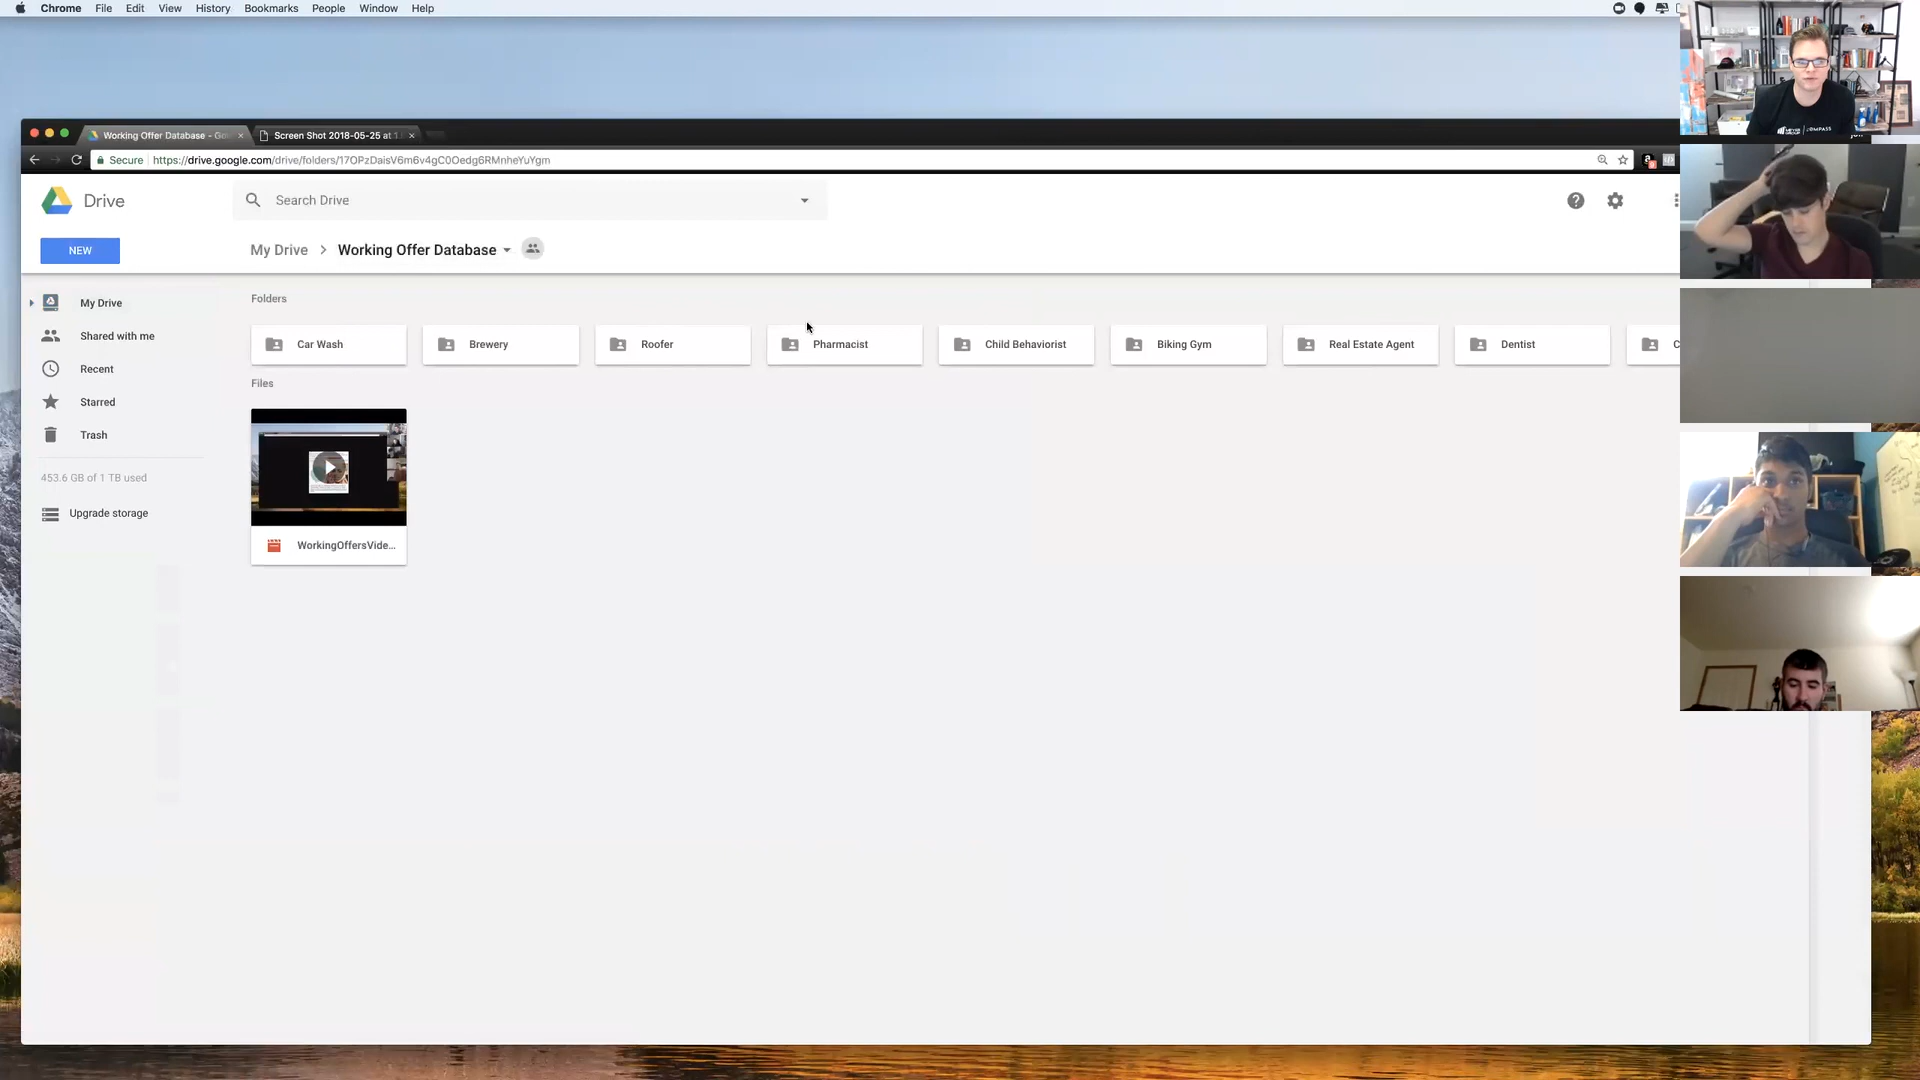 Chrome File Edit View History Bookmarks People Window Help
Working Offer Database - Go
Screen Shot 2018-05-25 at 1
Secure https://drive.google.com/drive/folders/17OPzDaisV6m6v4gC0Oedg6RMnheYuYgm
Drive
Search Drive
NEW
My Drive > Working Offer Database
My Drive
Shared with me
Recent
Starred
Trash
453.6 GB of 1 TB used
Upgrade storage
Folders
Car Wash Brewery Roofer Pharmacist Child Behaviorist Biking Gym Real Estate Agent Dentist C
Files
WorkingOffersVide...